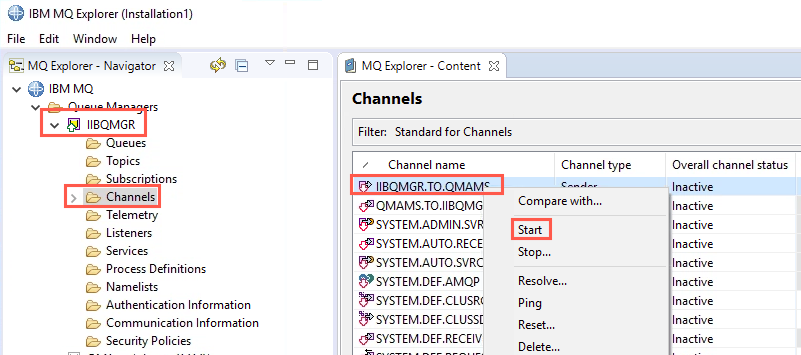 IBM MQ Explorer (Installation1)
File Edit Window Help
MQ Explorer - Navigator
IBM MQ
Queue Managers
IIBQMGR
Queues
Topics
Subscriptions
Channels
Telemetry
Listeners
Services
Process Definitions
Namelists
Authentication Information
Communication Information
Security Policies
MQ Explorer - Content
Channels
Filter: Standard for Channels
Channel name Channel type Overall channel status
IIBQMGR.TO.QMAMS Sender Inactive
QMAMS.TO.IIBQMG Inactive
SYSTEM.ADMIN.SVRC Inactive
SYSTEM.AUTO.RECE Inactive
SYSTEM.AUTO.SVRC Inactive
SYSTEM.DEF.AMQP Inactive
SYSTEM.DEF.CLUSRC Inactive
SYSTEM.DEF.CLUSSD Inactive
SYSTEM.DEF.RECEIV Inactive
Compare with...
Start
Stop...
Resolve...
Ping
Reset...
Delete...